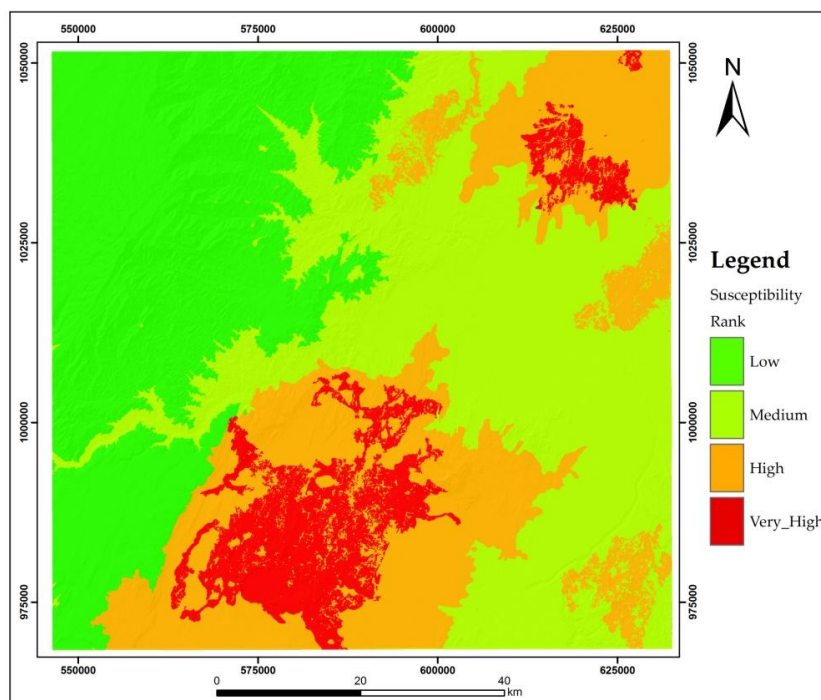 550000 575000 600000 625000
1050000 1050000
1025000 1025000
1000000 1000000
975000 975000
550000 575000 600000 625000
N
Legend
Susceptibility
Rank
Low
Medium
High
Very_High
0 20 40
km